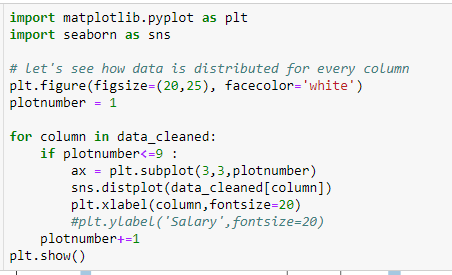 import matplotlib.pyplot as plt
import seaborn as sns

# let's see how data is distributed for every column
plt.figure(figsize=(20,25), facecolor='white')
plotnumber = 1

for column in data_cleaned:
    if plotnumber<=9 :
        ax = plt.subplot(3,3,plotnumber)
        sns.distplot(data_cleaned[column])
        plt.xlabel(column,fontsize=20)
        #plt.ylabel('Salary',fontsize=20)
    plotnumber+=1
plt.show()